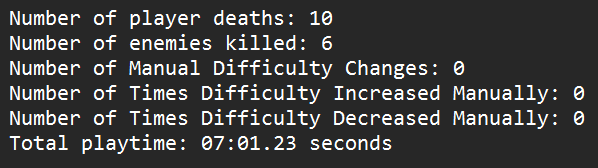 Number of player deaths: 10
Number of enemies killed: 6
Number of Manual Difficulty Changes: 0
Number of Times Difficulty Increased Manually: 0
Number of Times Difficulty Decreased Manually: 0
Total playtime: 07:01.23 seconds